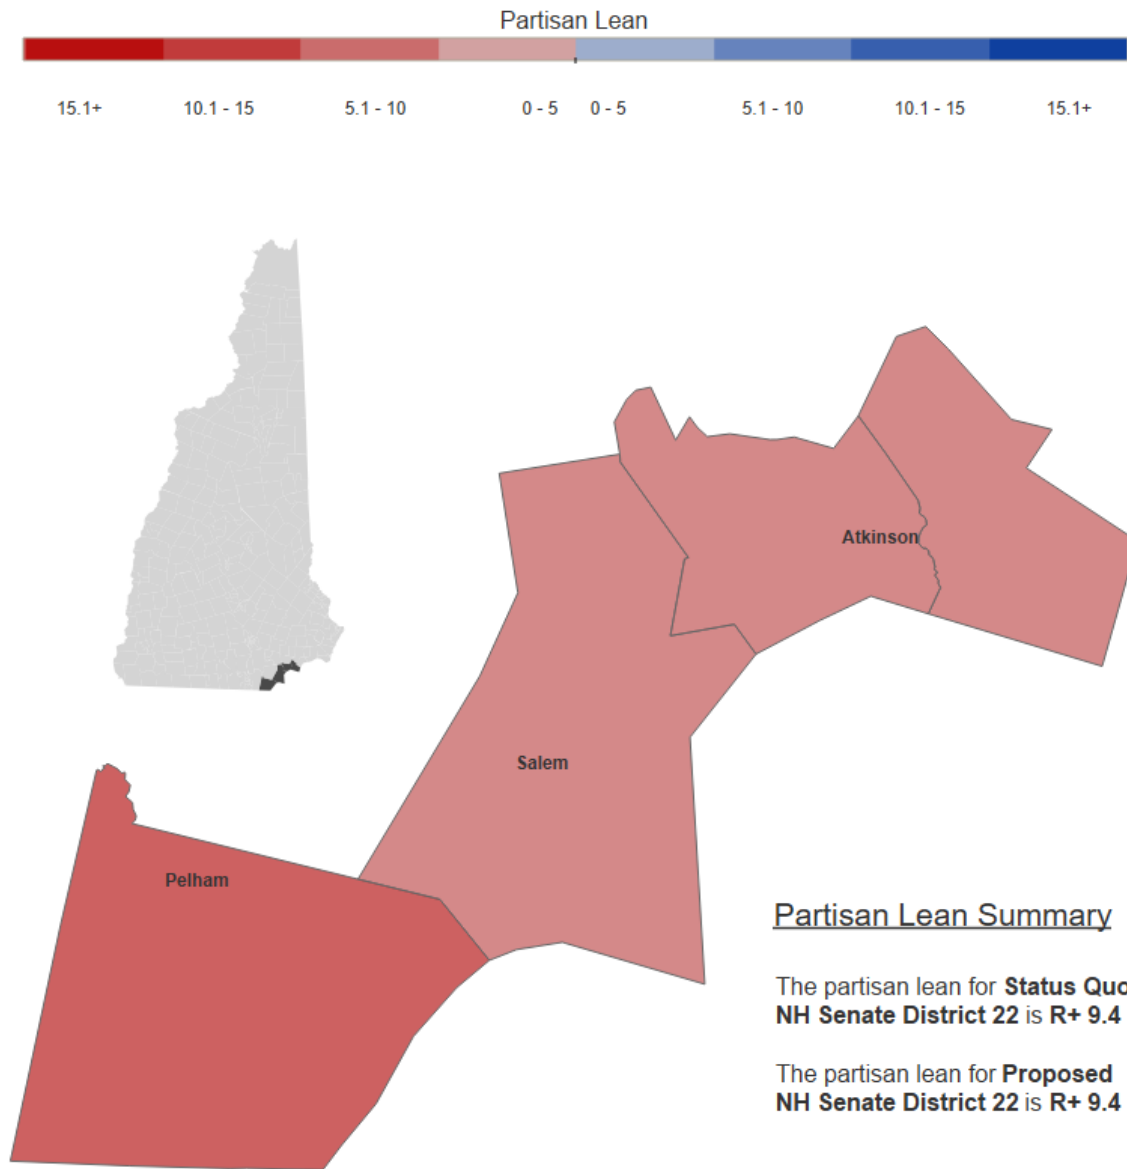 Partisan Lean
15.1+ 10.1 - 15 5.1 - 10 0 - 5 0 - 5 5.1 - 10 10.1 - 15 15.1+
Atkinson
Salem
Pelham
Partisan Lean Summary
The partisan lean for Status Quo
NH Senate District 22 is R+ 9.4
The partisan lean for Proposed
NH Senate District 22 is R+ 9.4